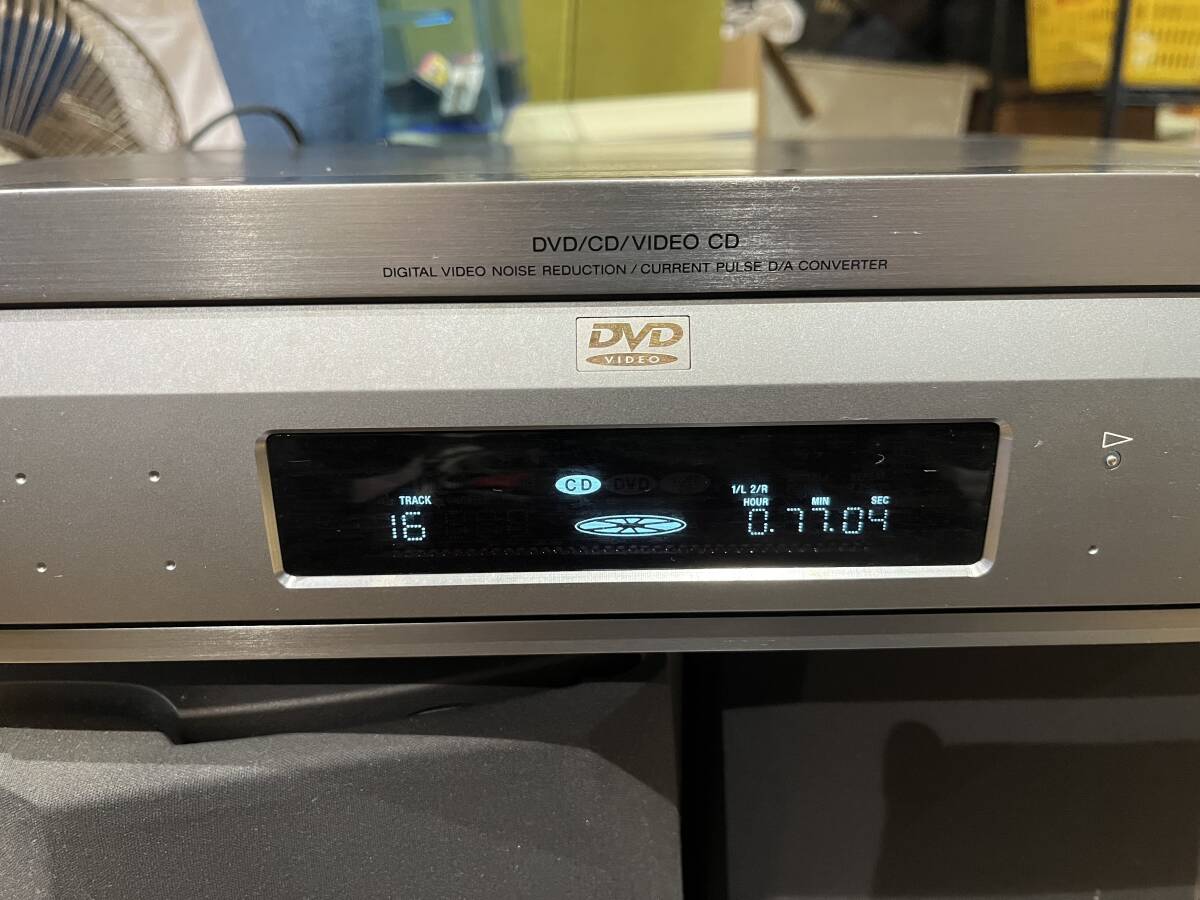 DVD/CD/VIDEO CD
DIGITAL VIDEO NOISE REDUCTION / CURRENT PULSE D/A CONVERTER
DVD
VIDEO
CD DVD
1/L 2/R
TRACK HOUR MIN SEC
16 0.77.04